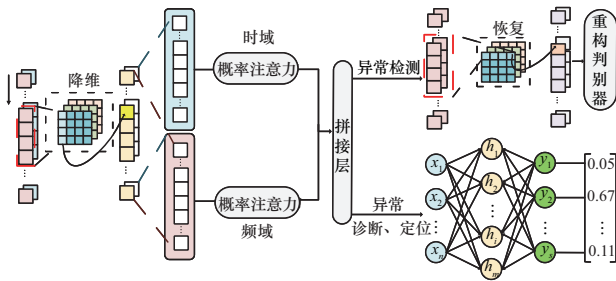 降维
时域
概率注意力
概率注意力
频域
拼接层
异常检测
恢复
重构判别器
异常
诊断、定位
x₁
x₂
⋯
xₙ
h₁
h₂
⋯
hᵢ
hₘ
y₁
y₂
⋯
yₛ
0.05
0.67
⋯
0.11